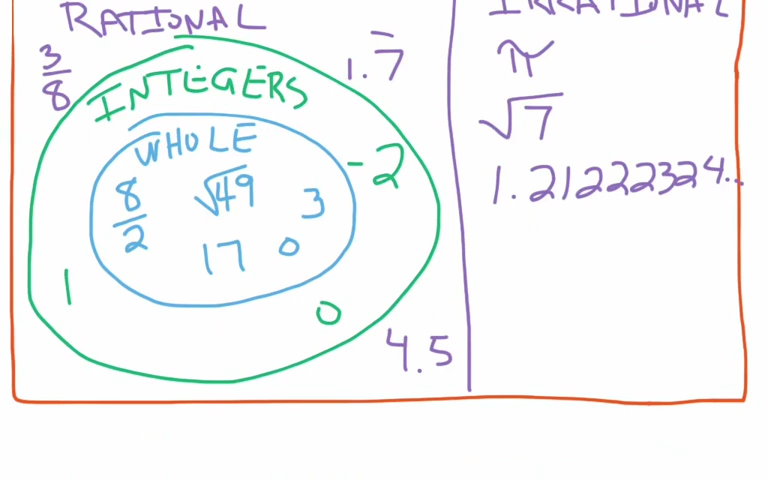 RATIONAL
3/8
1.7̅
INTEGERS
WHOLE
8/2 √49 3
17 0
-2
1
0
4.5
IRRATIONAL
π
√7
1.21222324...